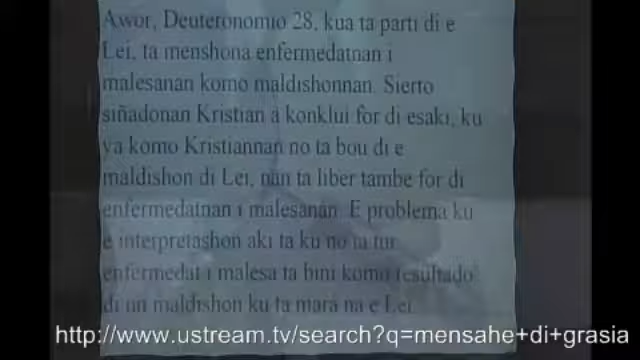 Awor, Deuteronomio 28, kua ta parti di e
Lei, ta menshona enfermedatnan i
malesanan komo maldishonnan. Sierto
siñadonan Kristian a konklui for di esaki, ku
ya komo Kristiannan no ta bou di e
maldishon di Lei, nan ta liber tambe for di
enfermedatnan i malesanan. E problema ku
e interpretashon aki ta ku no ta tur
enfermedat i malesa ta bini komo resultado
di un maldishon ku ta mara na e Lei
http://www.ustream.tv/search?q=mensahe+di+grasia